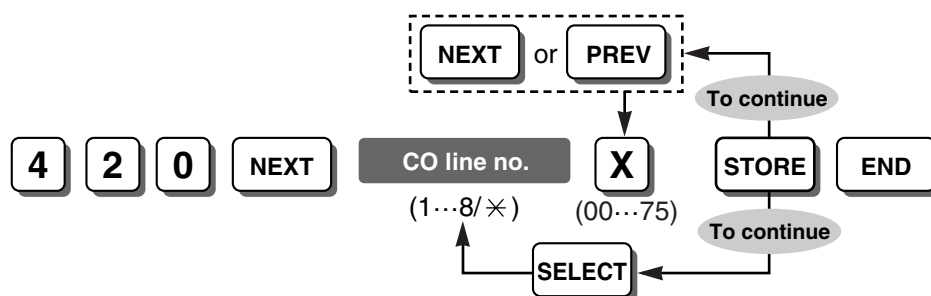 NEXT or PREV
To continue
4 2 0 NEXT CO line no. X STORE END
(1···8/✳) (00···75)
To continue
SELECT